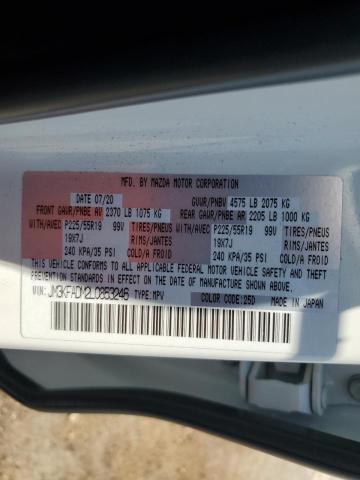 MFD. BY MAZDA MOTOR CORPORATION
DATE 07/20 GVWR/PNBV 4575 LB 2075 KG
FRONT GAWR/PNBE AV 2370 LB 1075 KG REAR GAWR/PNBE AR 2205 LB 1000 KG
WITH/AVEC P225/55R19 99V TIRES/PNEUS WITH/AVEC P225/55R19 99V TIRES/PNEUS
19X7J RIMS/JANTES 19X7J RIMS/JANTES
240 KPA/35 PSI COLD/A FROID 240 KPA/35 PSI COLD/A FROID
THIS VEHICLE CONFORMS TO ALL APPLICABLE FEDERAL MOTOR VEHICLE SAFETY, BUMPER, AND THEFT
PREVENTION STANDARDS IN EFFECT ON THE DATE OF MANUFACTURE SHOWN ABOVE.
VIN: TYPE: MPV COLOR CODE: 25D MADE IN JAPAN